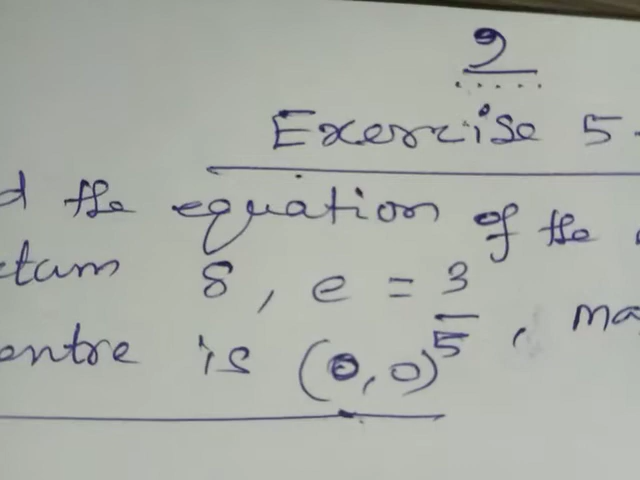 9
Exercise 5.
d the equation of the
ctum 8, e = 3/5, ma
entre is (0,0)